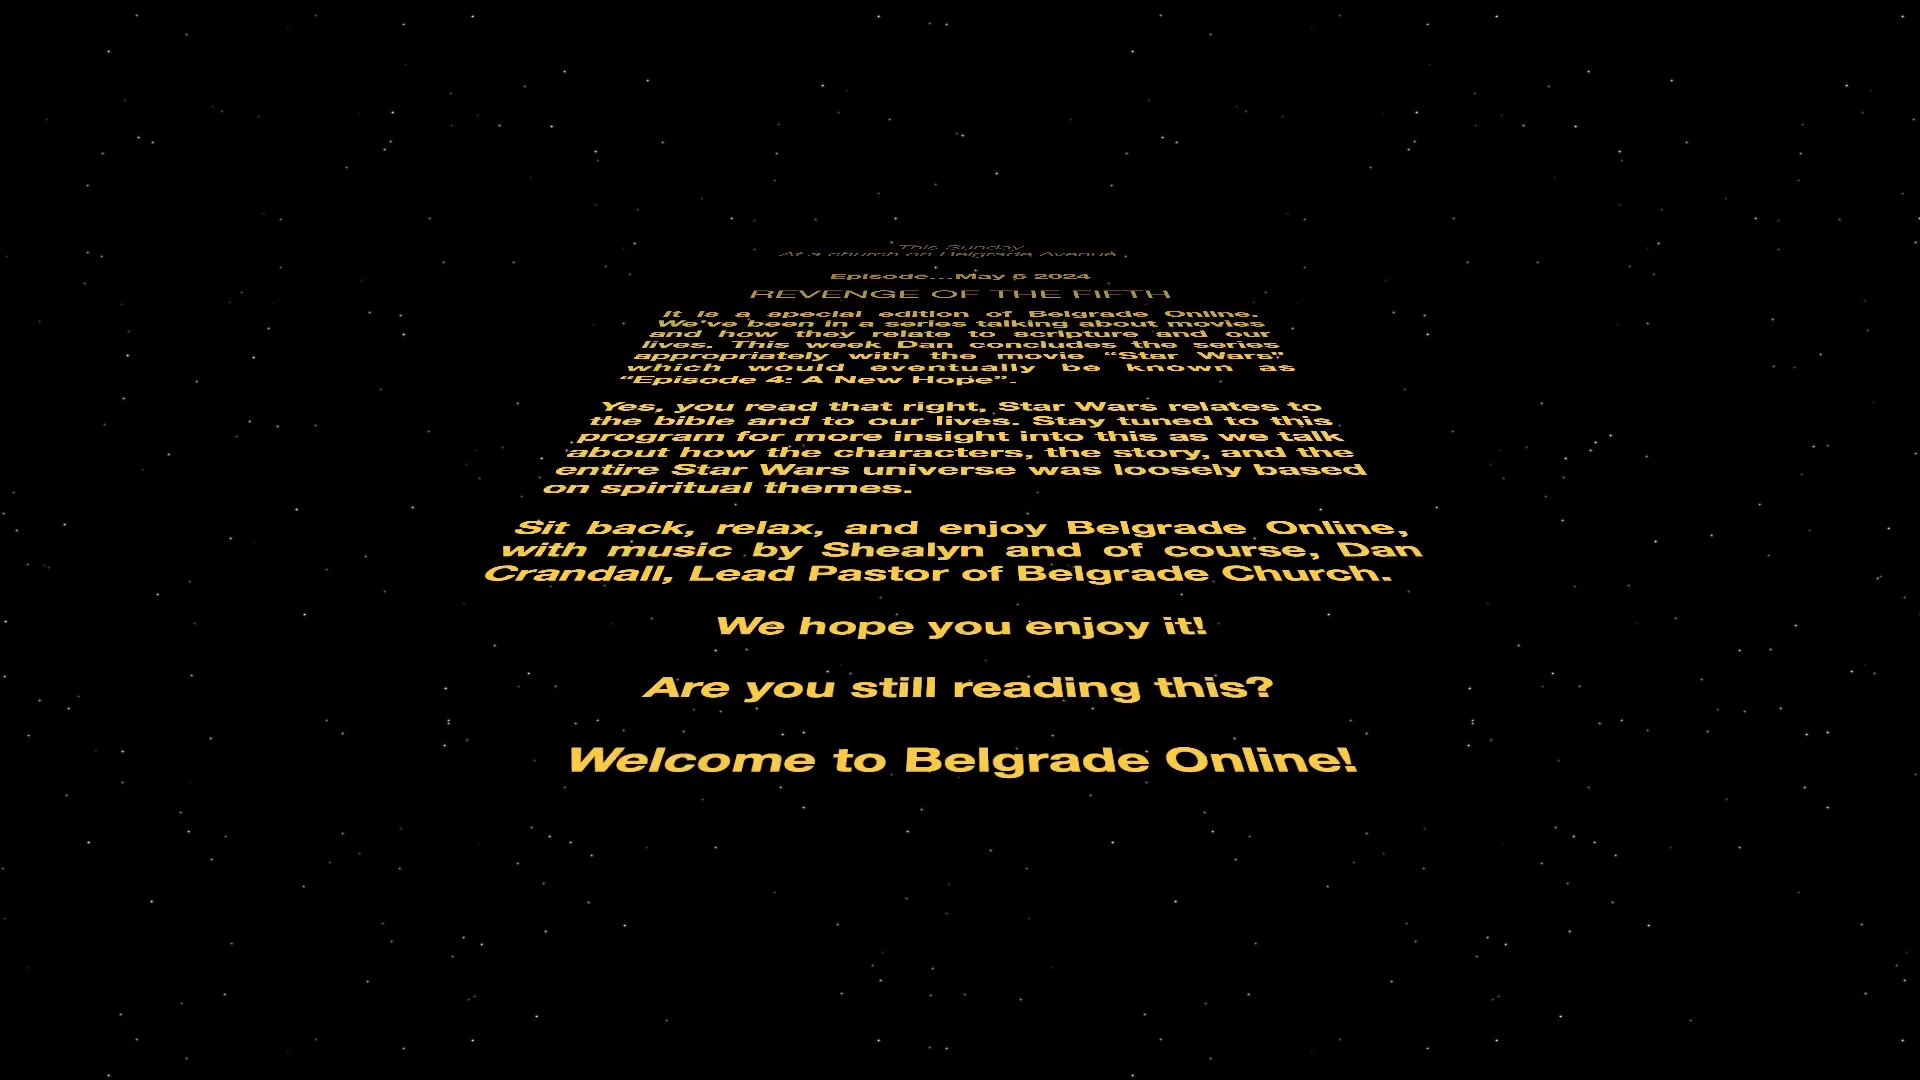 This Sunday
At a church on Belgrade Avenue
Episode...May 5 2024
REVENGE OF THE FIFTH
It is a special edition of Belgrade Online.
We've been in a series talking about movies
and how they relate to scripture and our
lives. This week Dan concludes the series
appropriately with the movie “Star Wars”
which would eventually be known as
“Episode 4: A New Hope”.
Yes, you read that right, Star Wars relates to
the bible and to our lives. Stay tuned to this
program for more insight into this as we talk
about how the characters, the story, and the
entire Star Wars universe was loosely based
on spiritual themes.
Sit back, relax, and enjoy Belgrade Online,
with music by Shealyn and of course, Dan
Crandall, Lead Pastor of Belgrade Church.
We hope you enjoy it!
Are you still reading this?
Welcome to Belgrade Online!